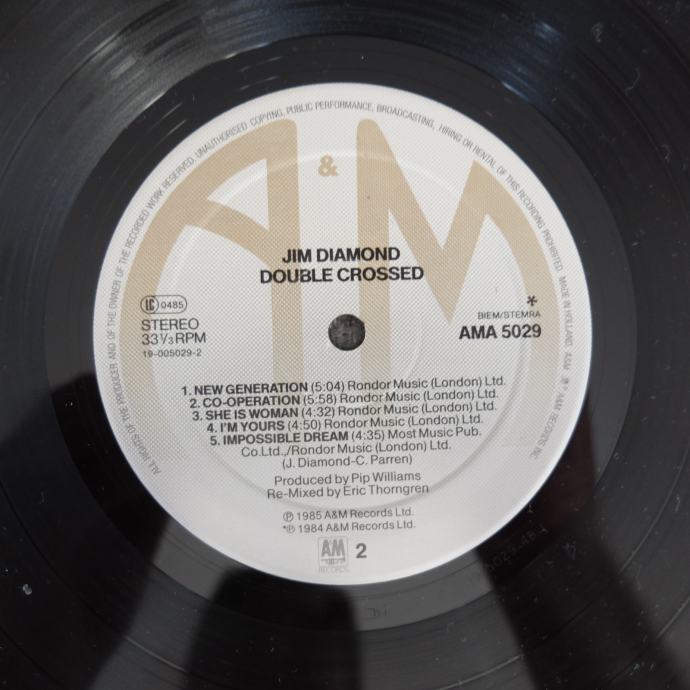 ALL RIGHTS OF THE PRODUCER AND OF THE OWNER OF THE RECORDED WORK RESERVED. UNAUTHORISED COPYING, PUBLIC PERFORMANCE, BROADCASTING, HIRING OR RENTAL OF THIS RECORDING PROHIBITED. MADE IN HOLLAND. A&M ® A&M RECORDS INC
A & M
JIM DIAMOND
DOUBLE CROSSED
LC 0485
STEREO
33⅓ RPM
19-005029-2
*
BIEM/STEMRA
AMA 5029
1. NEW GENERATION (5:04) Rondor Music (London) Ltd.
2. CO-OPERATION (5:58) Rondor Music (London) Ltd.
3. SHE IS WOMAN (4:32) Rondor Music (London) Ltd.
4. I'M YOURS (4:50) Rondor Music (London) Ltd.
5. IMPOSSIBLE DREAM (4:35) Most Music Pub.
Co.Ltd.,/Rondor Music (London) Ltd.
(J. Diamond-C. Parren)
Produced by Pip Williams
Re-Mixed by Eric Thorngren
℗ 1985 A&M Records Ltd.
*℗ 1984 A&M Records Ltd.
A&M
RECORDS
2